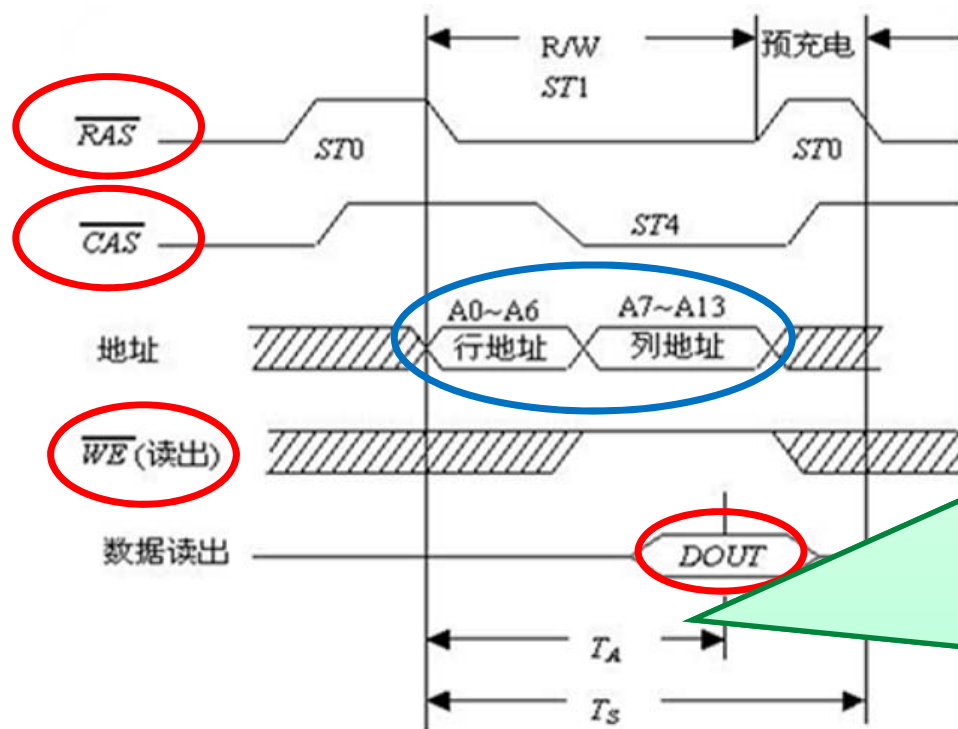 R/W 预充电
ST1
RAS ST0 ST0
CAS ST4
A0~A6 A7~A13
地址 行地址 列地址
WE(读出)
数据读出 DOUT
T_A
T_S